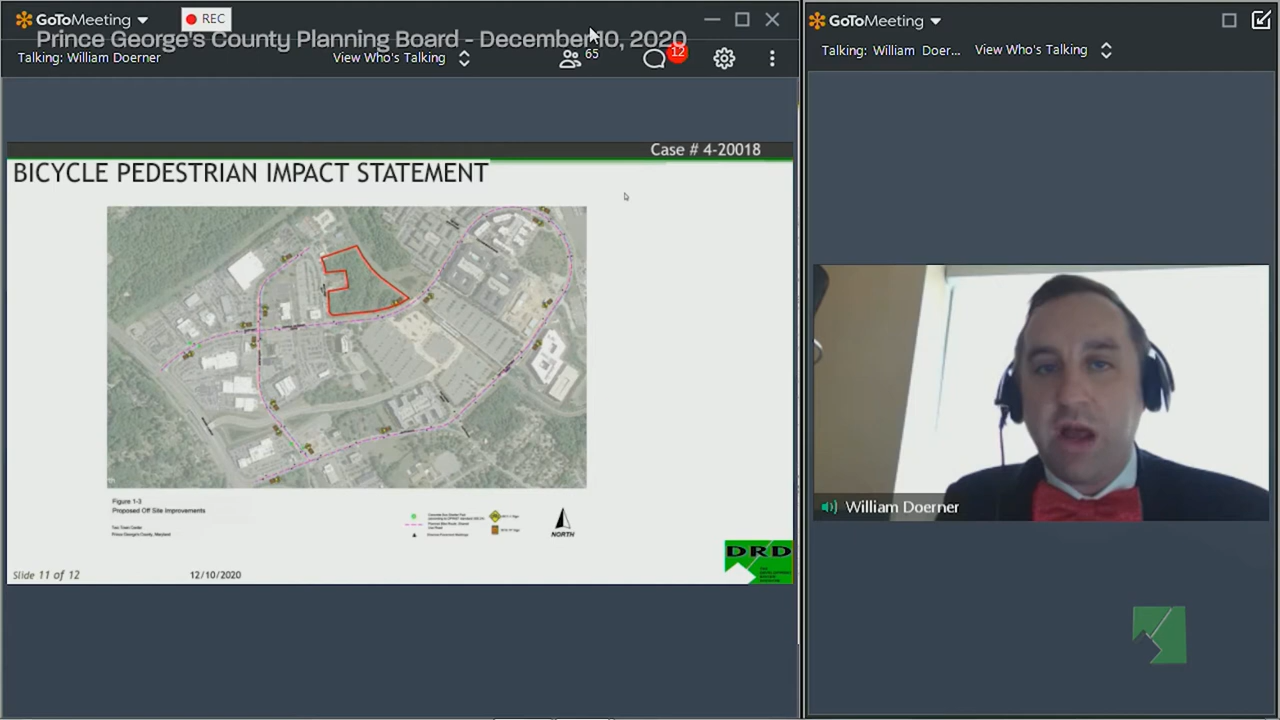 GoToMeeting
REC
Prince George's County Planning Board - December 10, 2020
Talking: William Doerner
View Who's Talking
65
12
Case # 4-20018
BICYCLE PEDESTRIAN IMPACT STATEMENT
Figure 1-3
Proposed Off Site Improvements
Prince George's County, Maryland
NORTH
DRD
Slide 11 of 12
12/10/2020
GoToMeeting
Talking: William Doer...
View Who's Talking
William Doerner